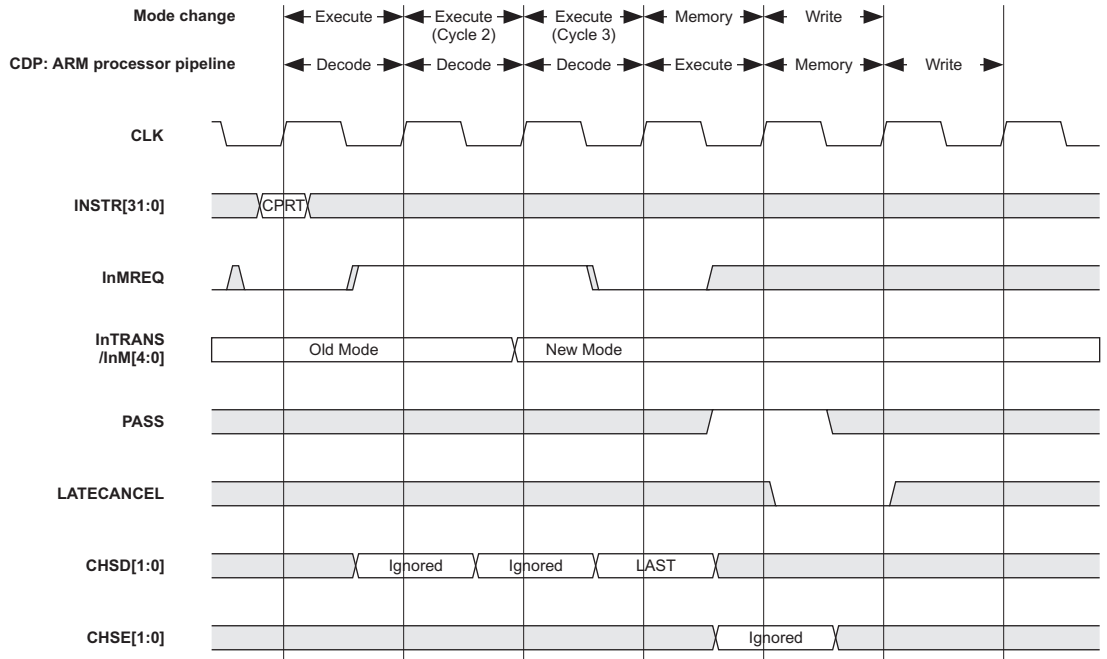 Mode change Execute Execute Execute Memory Write
(Cycle 2) (Cycle 3)
CDP: ARM processor pipeline Decode Decode Decode Execute Memory Write
CLK
INSTR[31:0] CPRT
InMREQ
InTRANS
/InM[4:0] Old Mode New Mode
PASS
LATECANCEL
CHSD[1:0] Ignored Ignored LAST
CHSE[1:0] Ignored